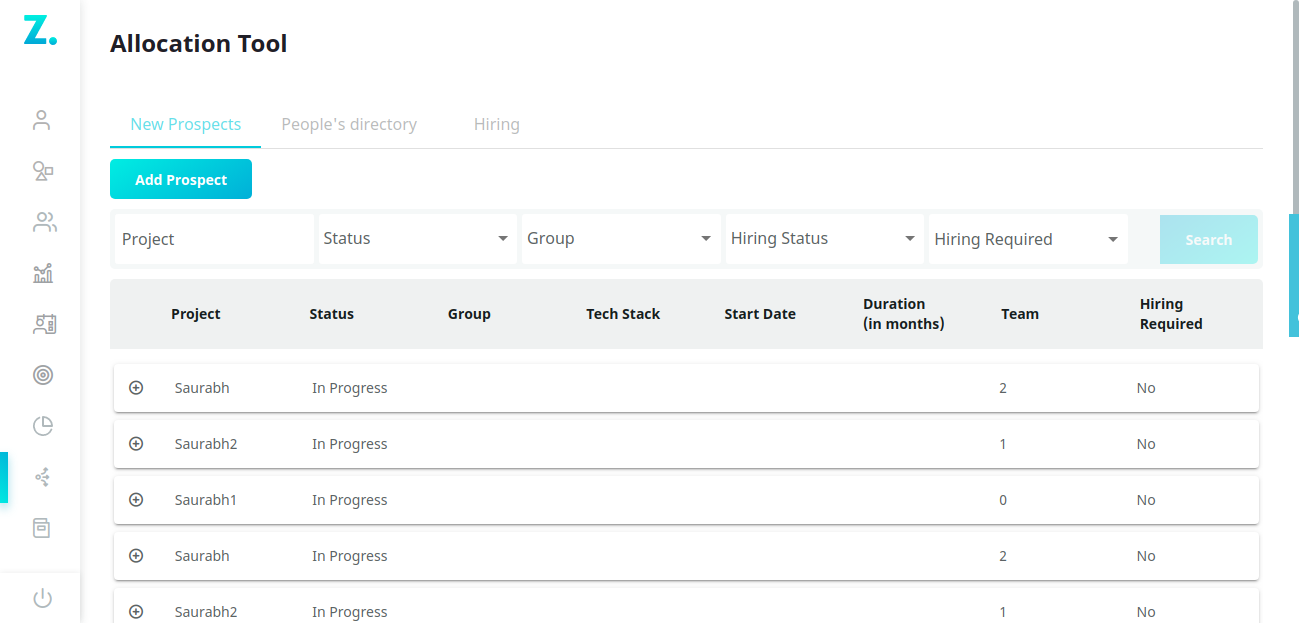 Z.
Allocation Tool
New Prospects People's directory Hiring
Add Prospect
Project Status Group Hiring Status Hiring Required Search
Project Status Group Tech Stack Start Date Duration (in months) Team Hiring Required
Saurabh In Progress 2 No
Saurabh2 In Progress 1 No
Saurabh1 In Progress 0 No
Saurabh In Progress 2 No
Saurabh2 In Progress 1 No